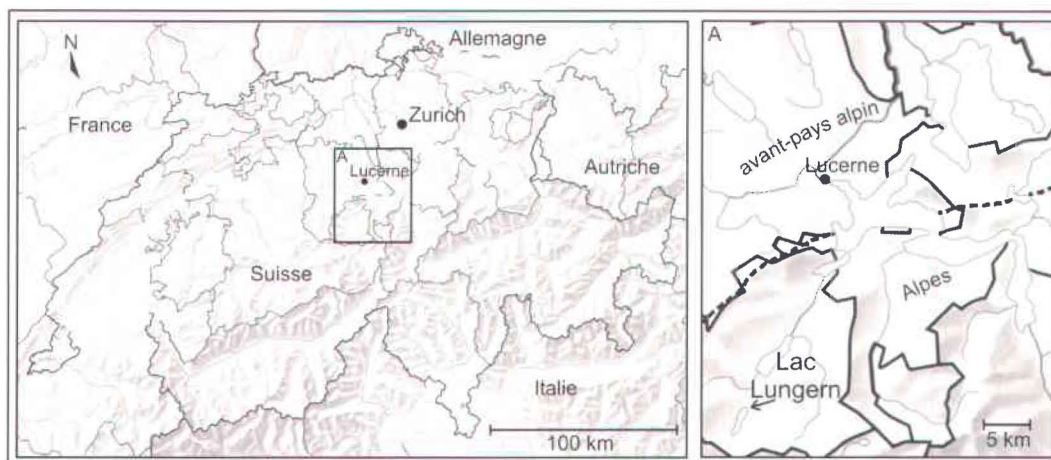 N
Allemagne
France
Zurich
A
Lucerne
Autriche
Suisse
Italie
100 km
A
avant-pays alpin
Lucerne
Alpes
Lac
Lungern
5 km